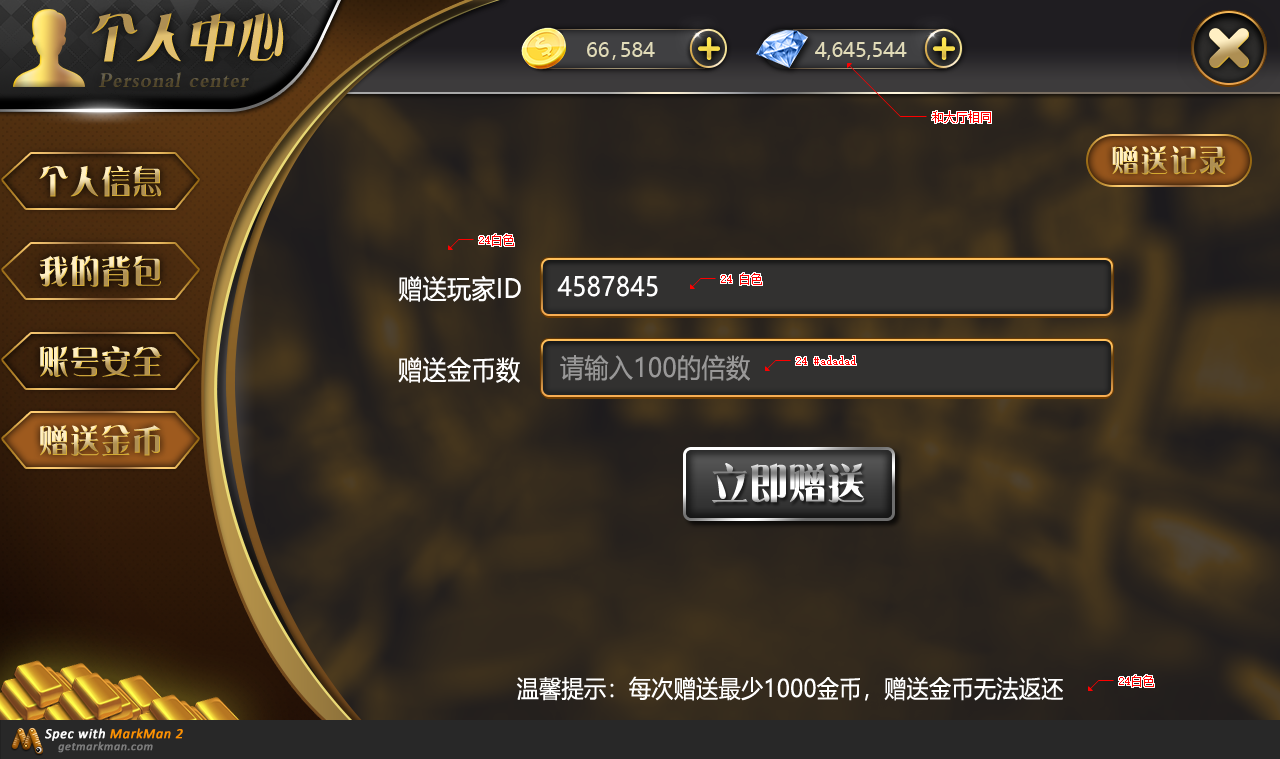 个人中心
Personal center
66,584
4,645,544
和大厅相同
赠送记录
个人信息
我的背包
账号安全
赠送金币
24白色
赠送玩家ID
4587845
24 白色
赠送金币数
请输入100的倍数
24 #adadad
立即赠送
温馨提示：每次赠送最少1000金币，赠送金币无法返还
24白色
Spec with MarkMan 2
getmarkman.com